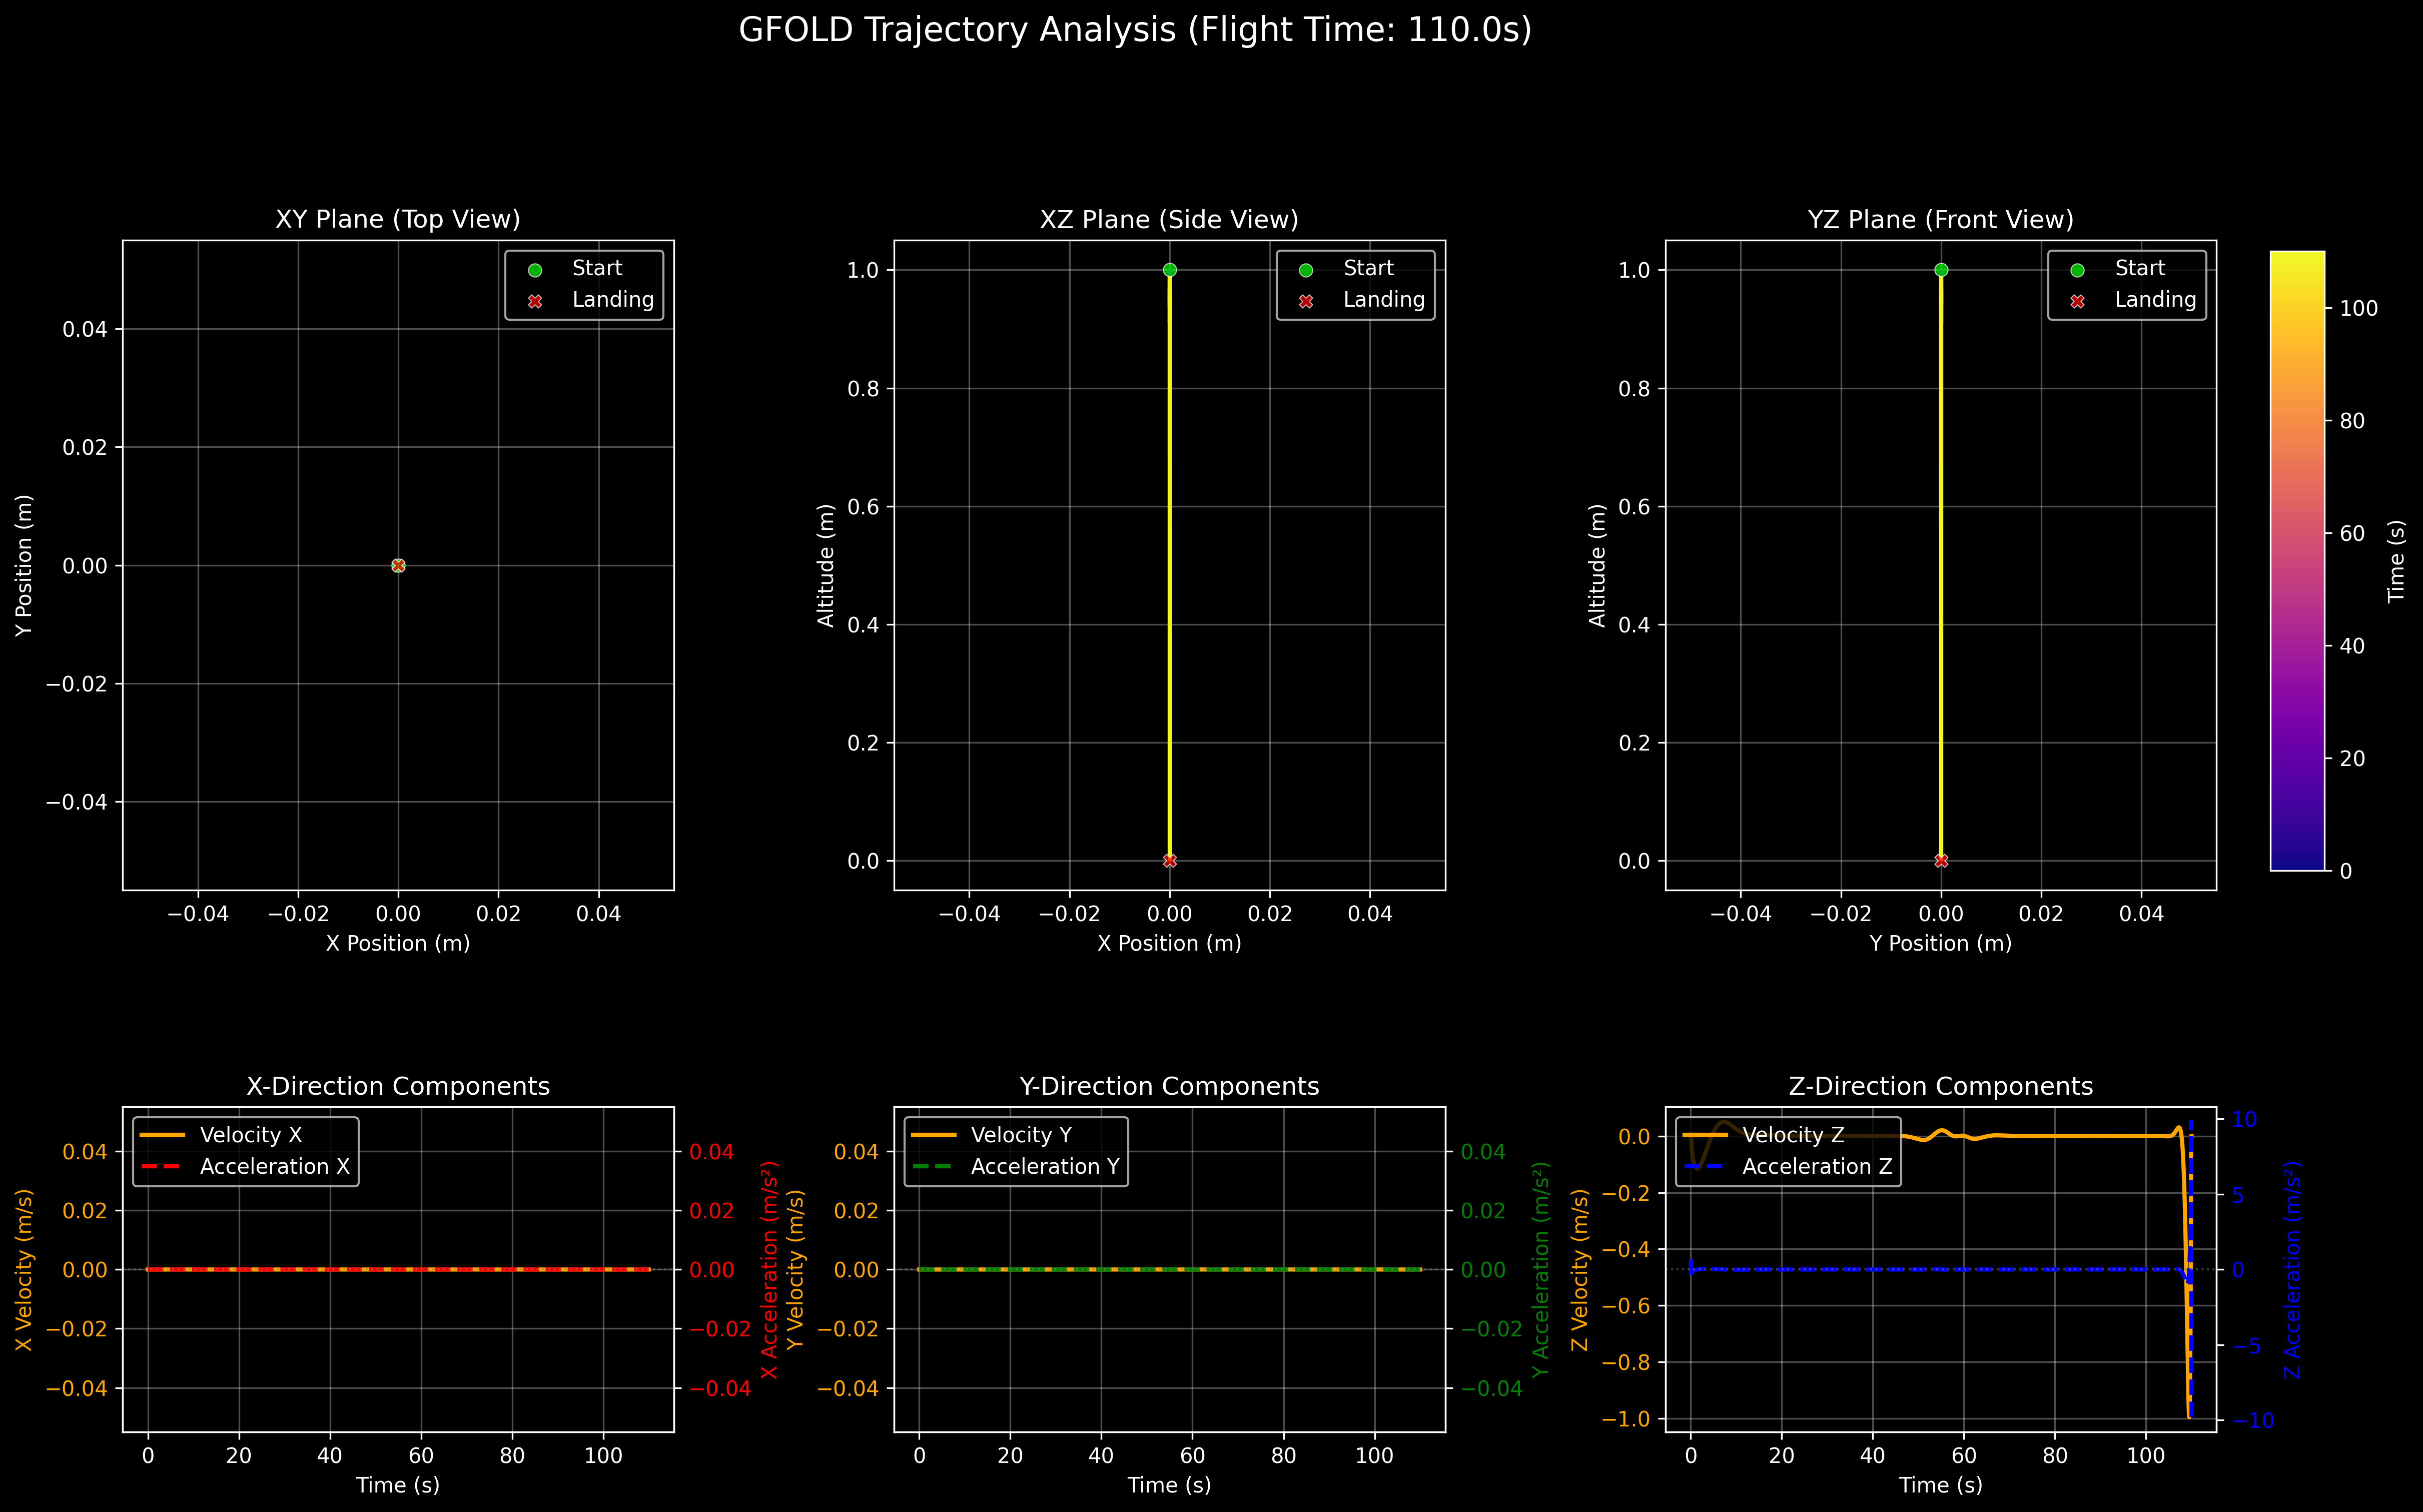 GFOLD Trajectory Analysis (Flight Time: 110.0s)
XY Plane (Top View)
Start
Landing
0.04
0.02
0.00
−0.02
−0.04
Y Position (m)
−0.04
−0.02
0.00
0.02
0.04
X Position (m)
XZ Plane (Side View)
Start
Landing
1.0
0.8
0.6
0.4
0.2
0.0
Altitude (m)
−0.04
−0.02
0.00
0.02
0.04
X Position (m)
YZ Plane (Front View)
Start
Landing
1.0
0.8
0.6
0.4
0.2
0.0
Altitude (m)
−0.04
−0.02
0.00
0.02
0.04
Y Position (m)
100
80
60
40
20
0
Time (s)
X-Direction Components
Velocity X
Acceleration X
0.04
0.02
0.00
−0.02
−0.04
X Velocity (m/s)
0.04
0.02
0.00
−0.02
−0.04
X Acceleration (m/s²)
0
20
40
60
80
100
Time (s)
Y-Direction Components
Velocity Y
Acceleration Y
0.04
0.02
0.00
−0.02
−0.04
Y Velocity (m/s)
0.04
0.02
0.00
−0.02
−0.04
Y Acceleration (m/s²)
0
20
40
60
80
100
Time (s)
Z-Direction Components
Velocity Z
Acceleration Z
0.0
−0.2
−0.4
−0.6
−0.8
−1.0
Z Velocity (m/s)
10
5
0
−5
−10
Z Acceleration (m/s²)
0
20
40
60
80
100
Time (s)